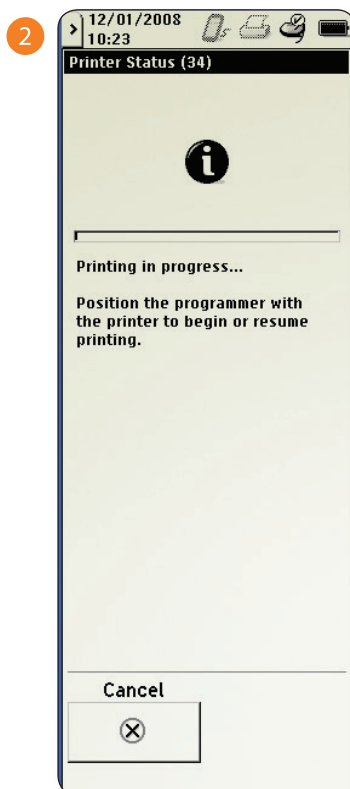 2
12/01/2008
10:23
Printer Status (34)
Printing in progress...
Position the programmer with
the printer to begin or resume
printing.
Cancel